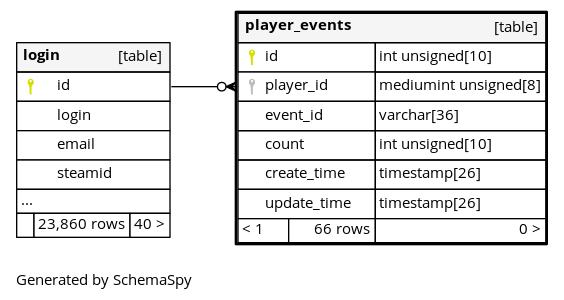 login [table]
id
login
email
steamid
...
23,860 rows 40 >
player_events [table]
id int unsigned[10]
player_id mediumint unsigned[8]
event_id varchar[36]
count int unsigned[10]
create_time timestamp[26]
update_time timestamp[26]
< 1 66 rows 0 >
Generated by SchemaSpy